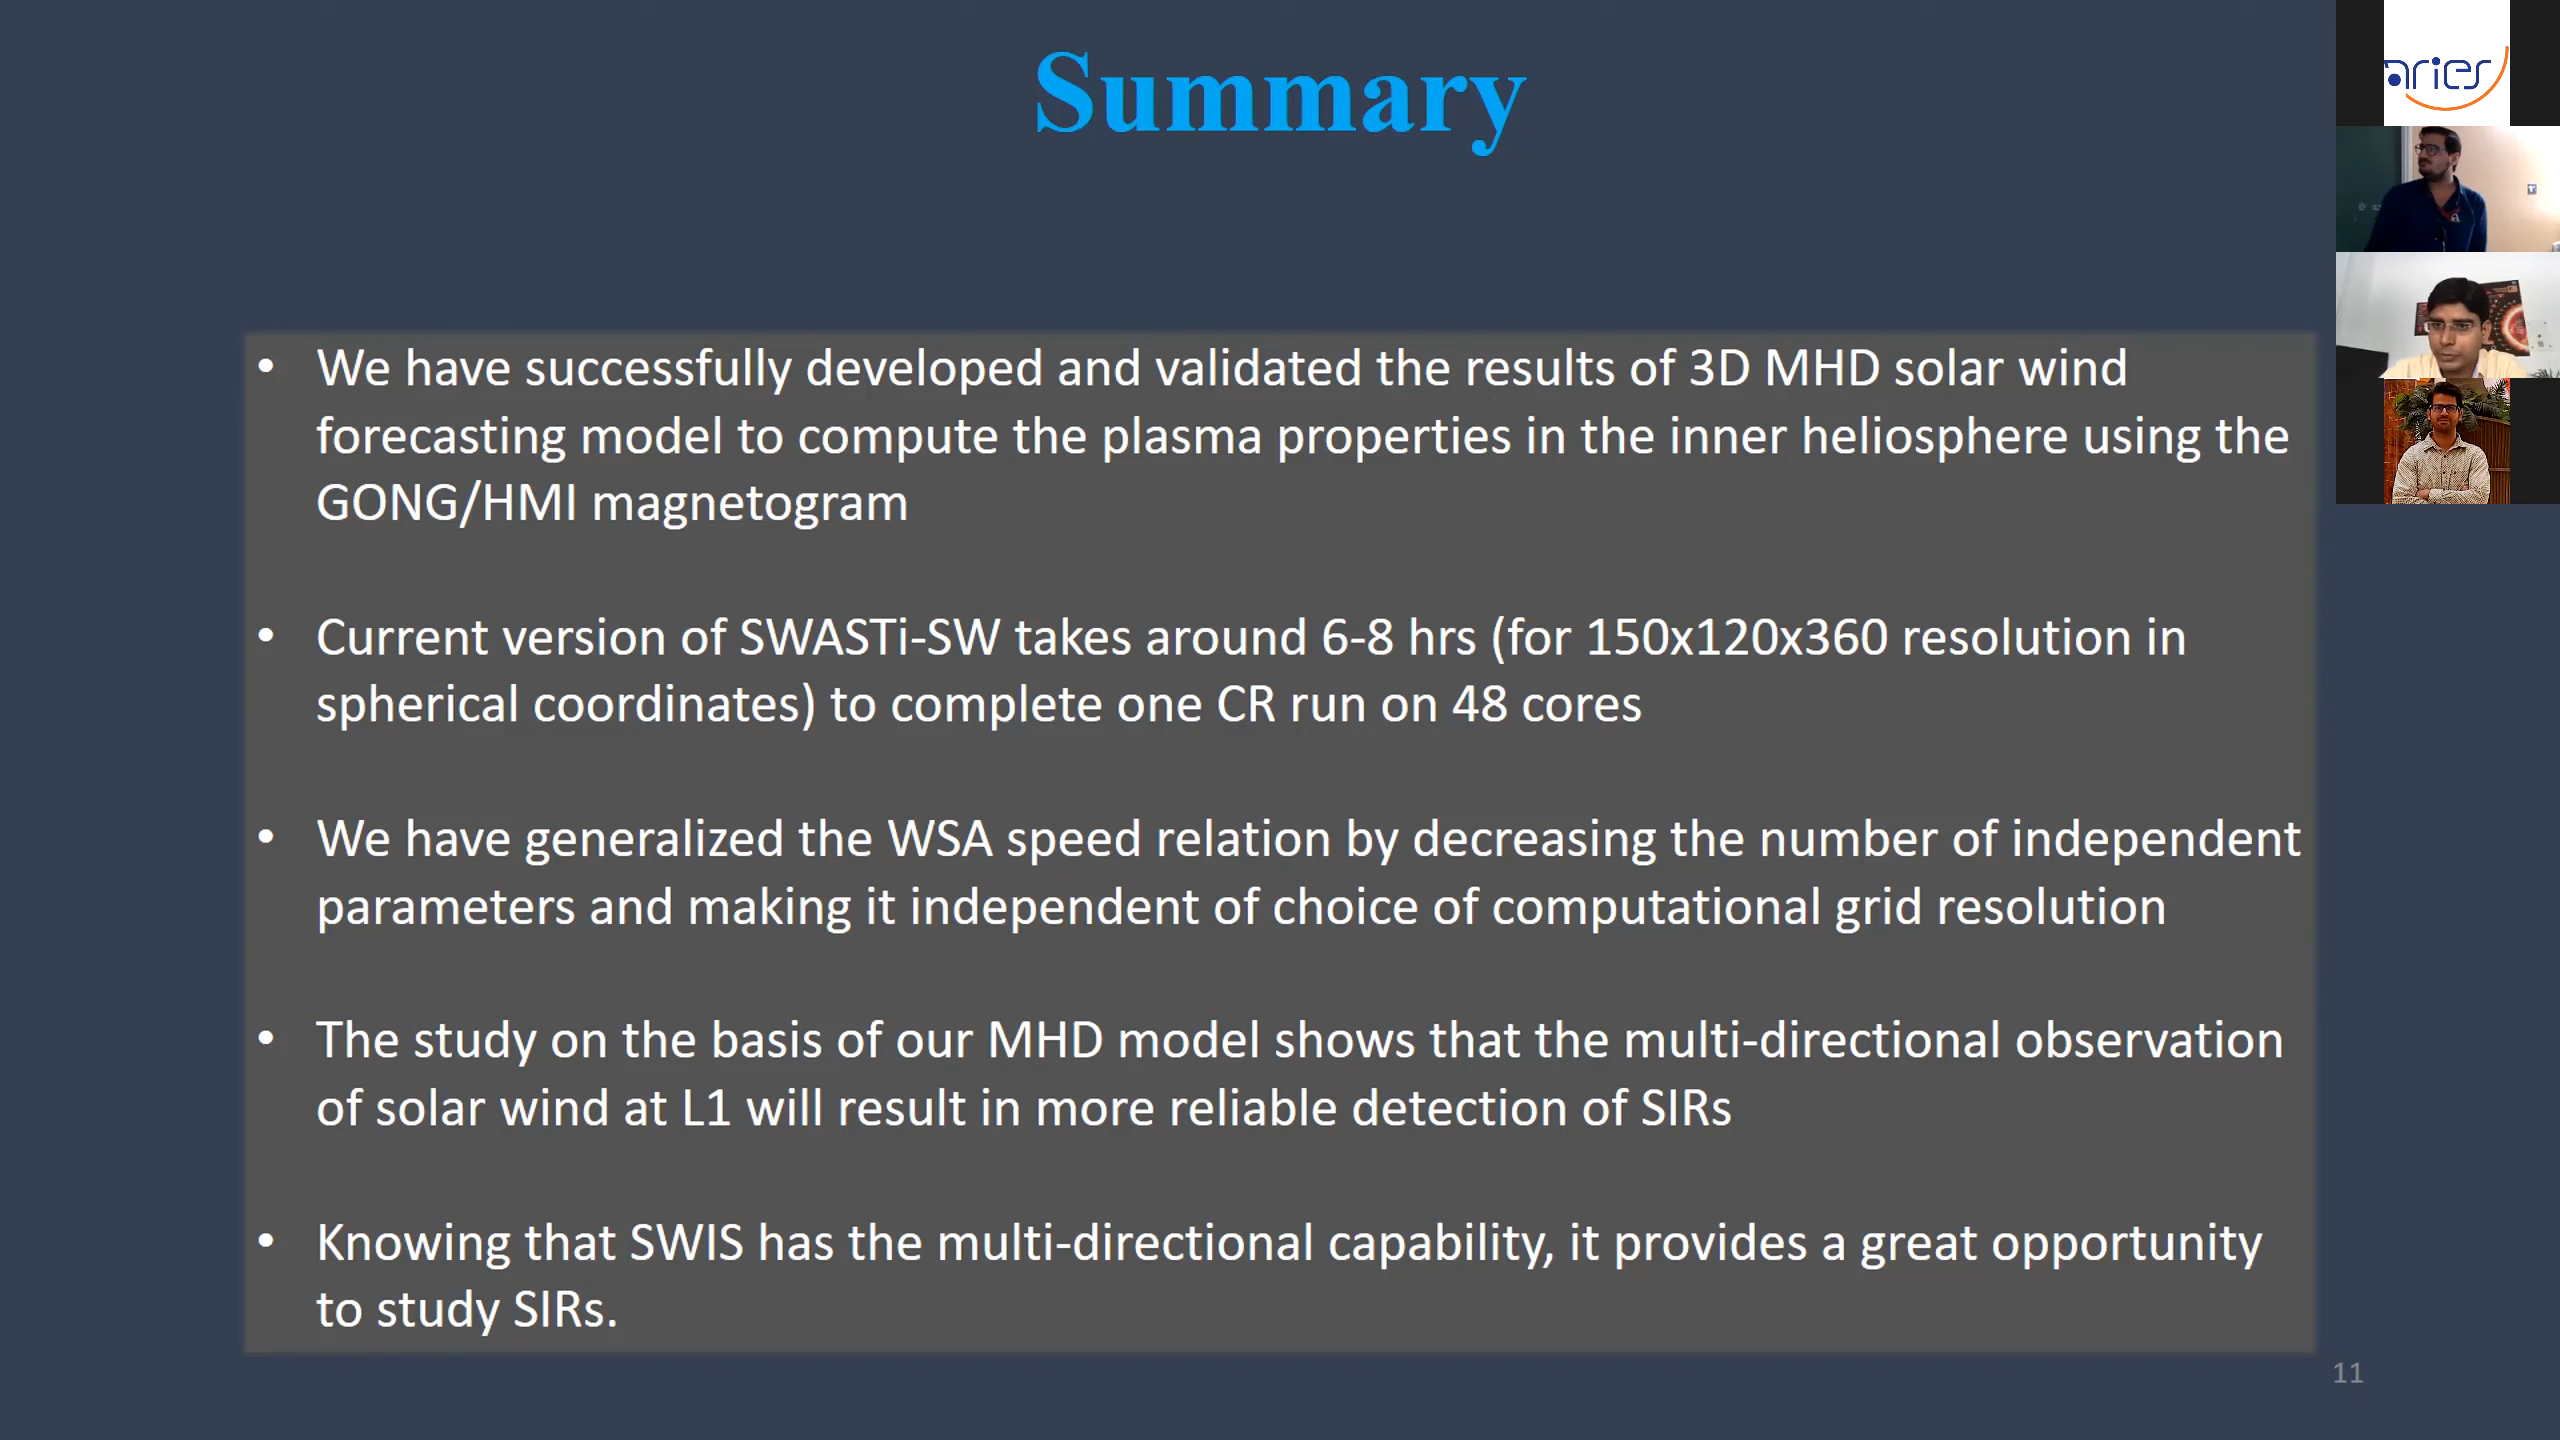 Summary
aries
• We have successfully developed and validated the results of 3D MHD solar wind
forecasting model to compute the plasma properties in the inner heliosphere using the
GONG/HMI magnetogram
• Current version of SWASTi-SW takes around 6-8 hrs (for 150x120x360 resolution in
spherical coordinates) to complete one CR run on 48 cores
• We have generalized the WSA speed relation by decreasing the number of independent
parameters and making it independent of choice of computational grid resolution
• The study on the basis of our MHD model shows that the multi-directional observation
of solar wind at L1 will result in more reliable detection of SIRs
• Knowing that SWIS has the multi-directional capability, it provides a great opportunity
to study SIRs.
11